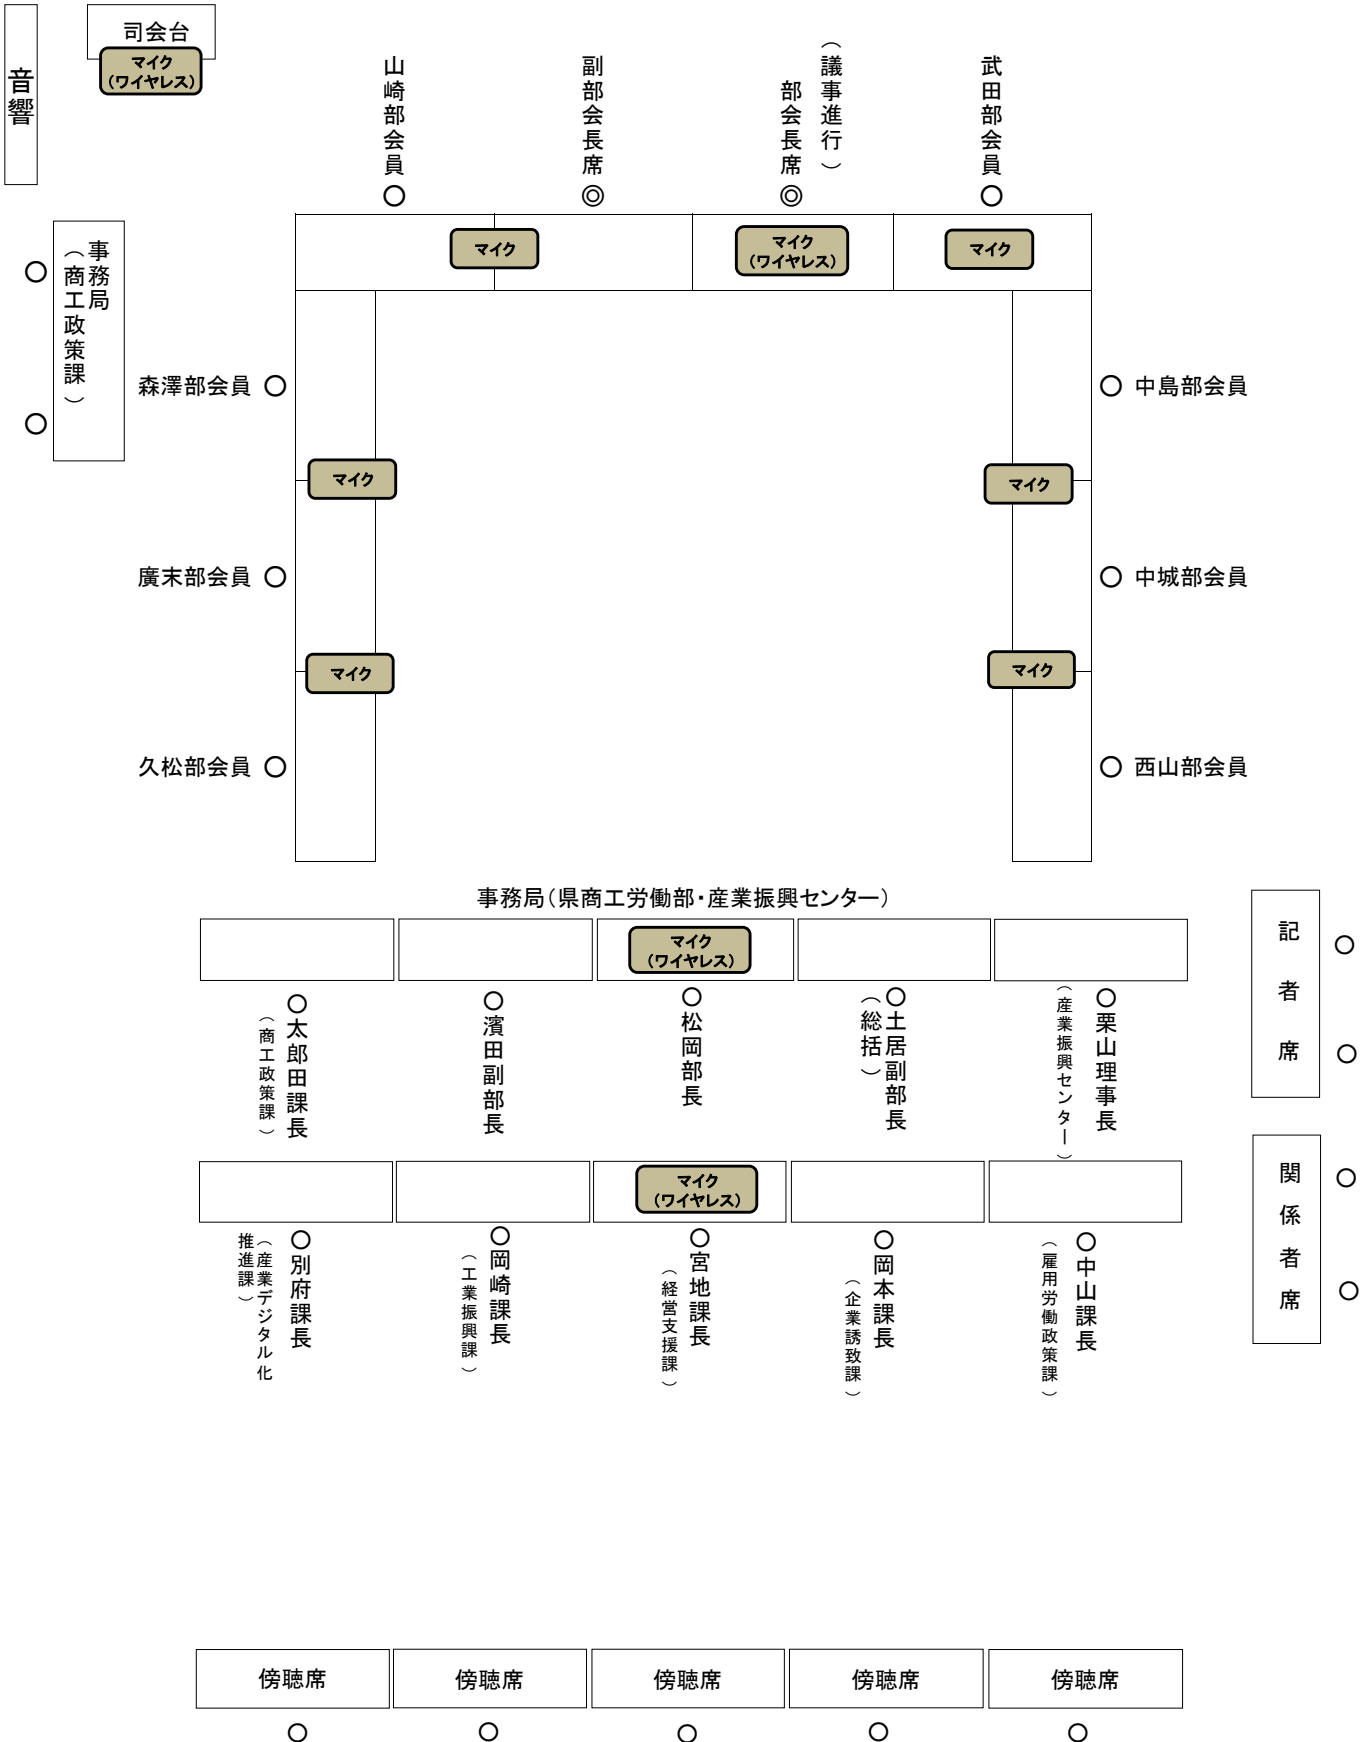 音響
司会台
マイク
（ワイヤレス）
山崎部会員
副部会長席
（議事進行）
部会長席
武田部会員
マイク
マイク
（ワイヤレス）
マイク
事務局
（商工政策課）
森澤部会員
中島部会員
マイク
マイク
廣末部会員
中城部会員
マイク
マイク
久松部会員
西山部会員
事務局（県商工労働部・産業振興センター）
マイク
（ワイヤレス）
記者席
太郎田課長
（商工政策課）
濱田副部長
松岡部長
土居副部長
（総括）
栗山理事長
（産業振興センター）
マイク
（ワイヤレス）
関係者席
別府課長
（産業デジタル化
推進課）
岡崎課長
（工業振興課）
宮地課長
（経営支援課）
岡本課長
（企業誘致課）
中山課長
（雇用労働政策課）
傍聴席
傍聴席
傍聴席
傍聴席
傍聴席